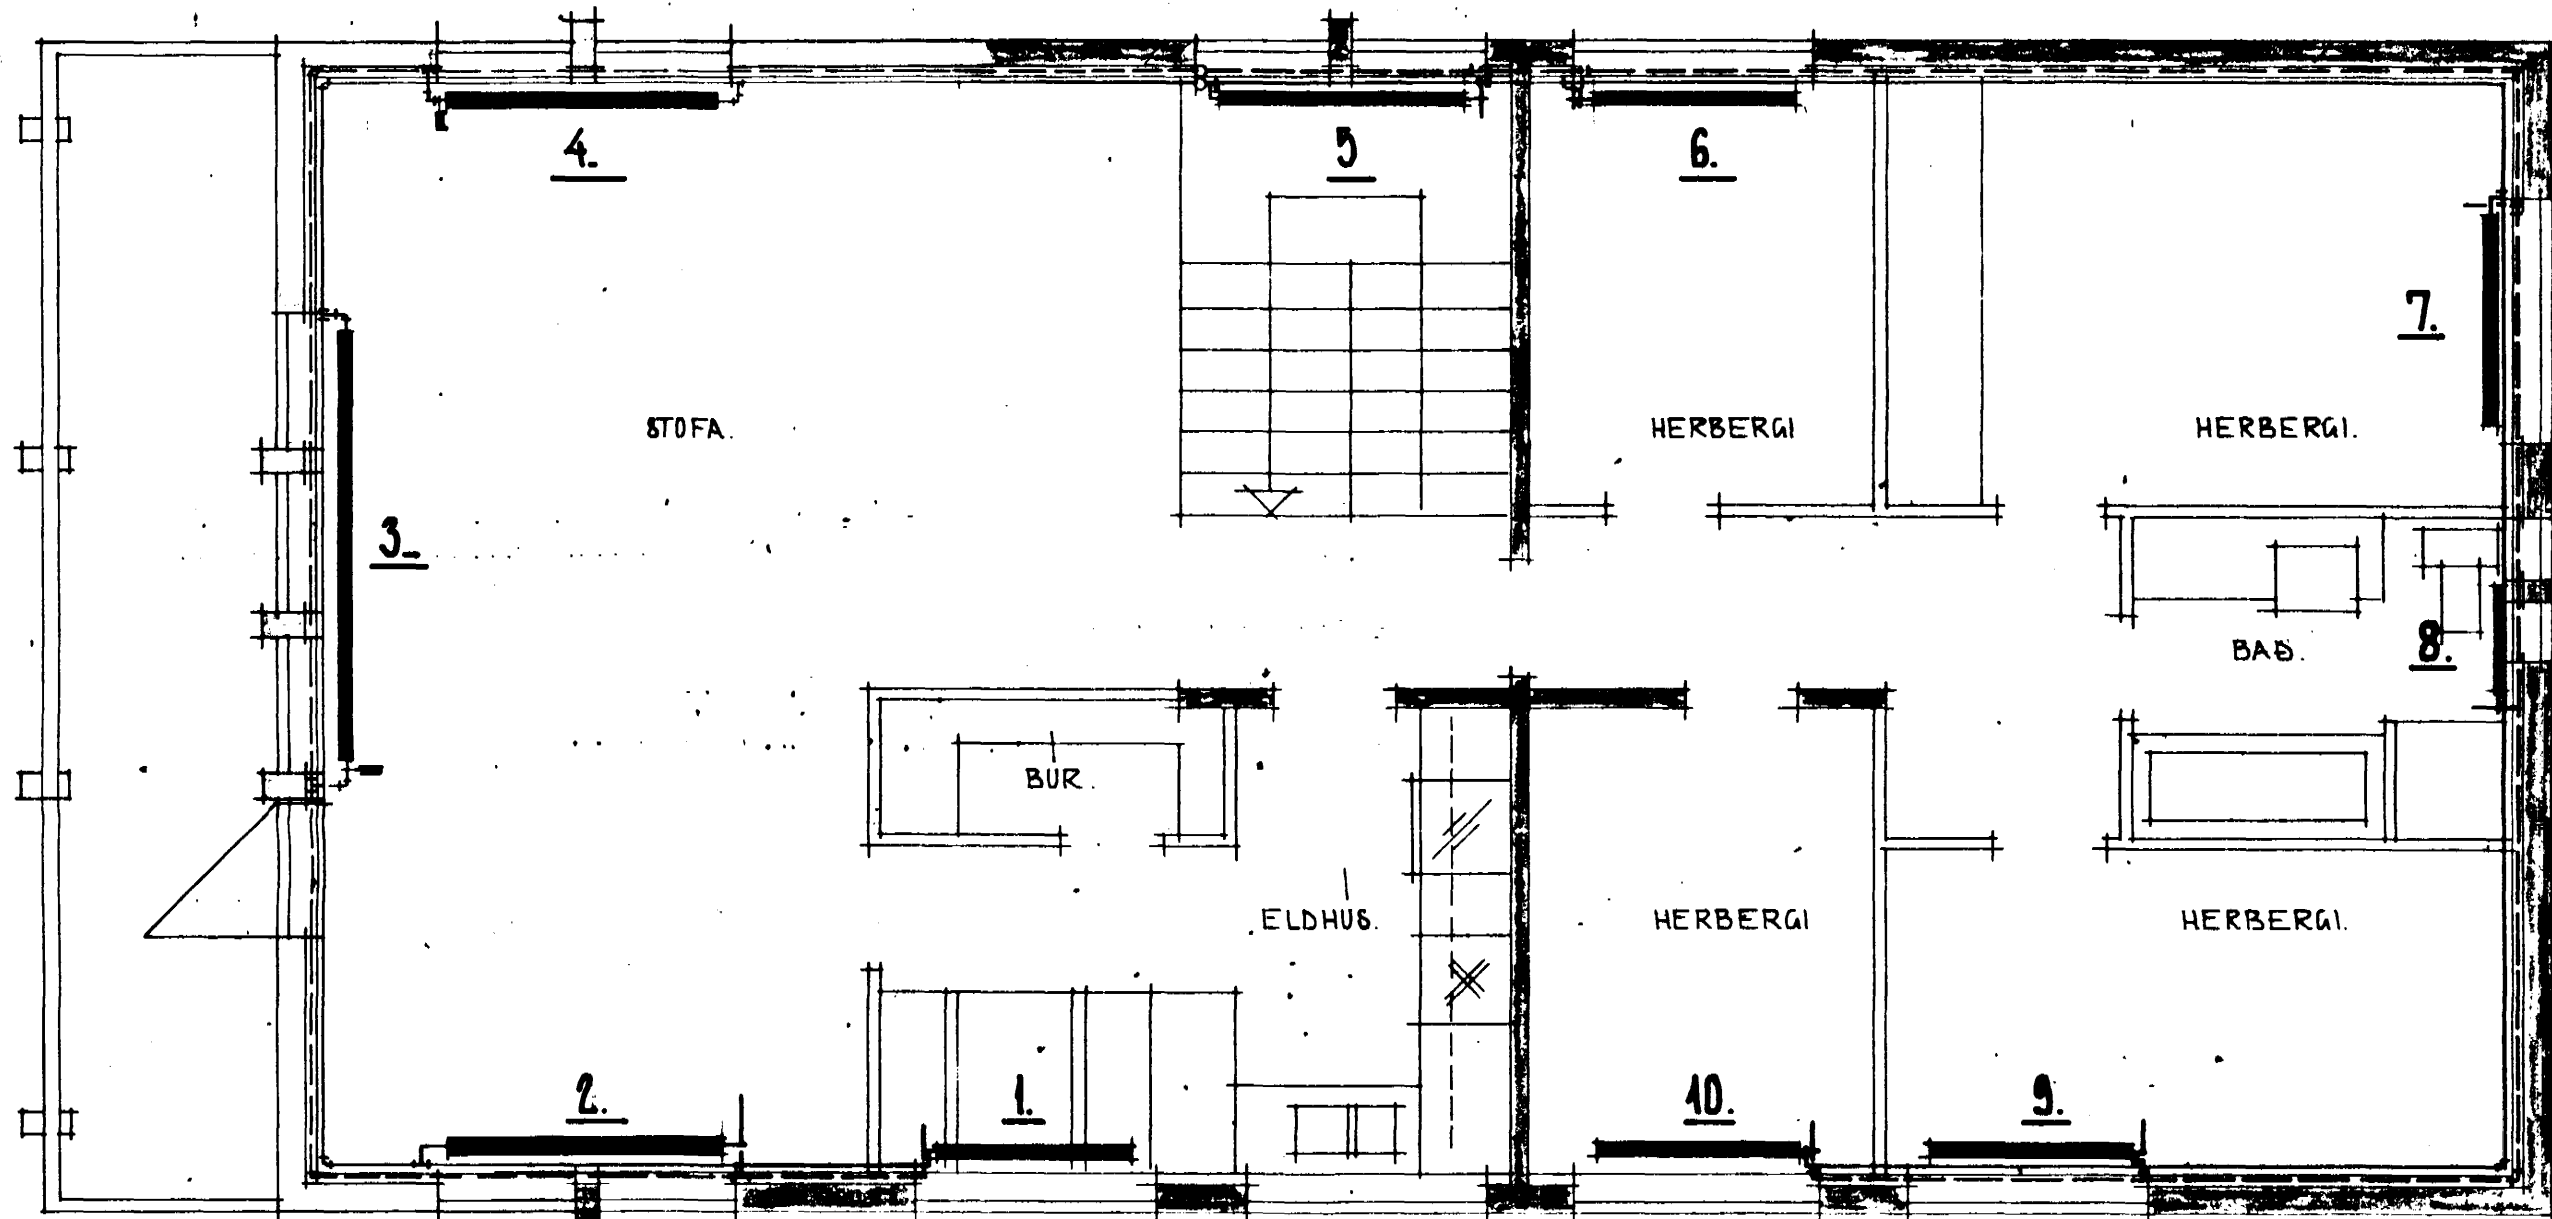 4.
5
6.
7.
STOFA.
HERBERGI
HERBERGI.
3.
BAÐ.
8.
BÚR.
ELDHÚS.
HERBERGI
HERBERGI.
2.
1.
10.
9.